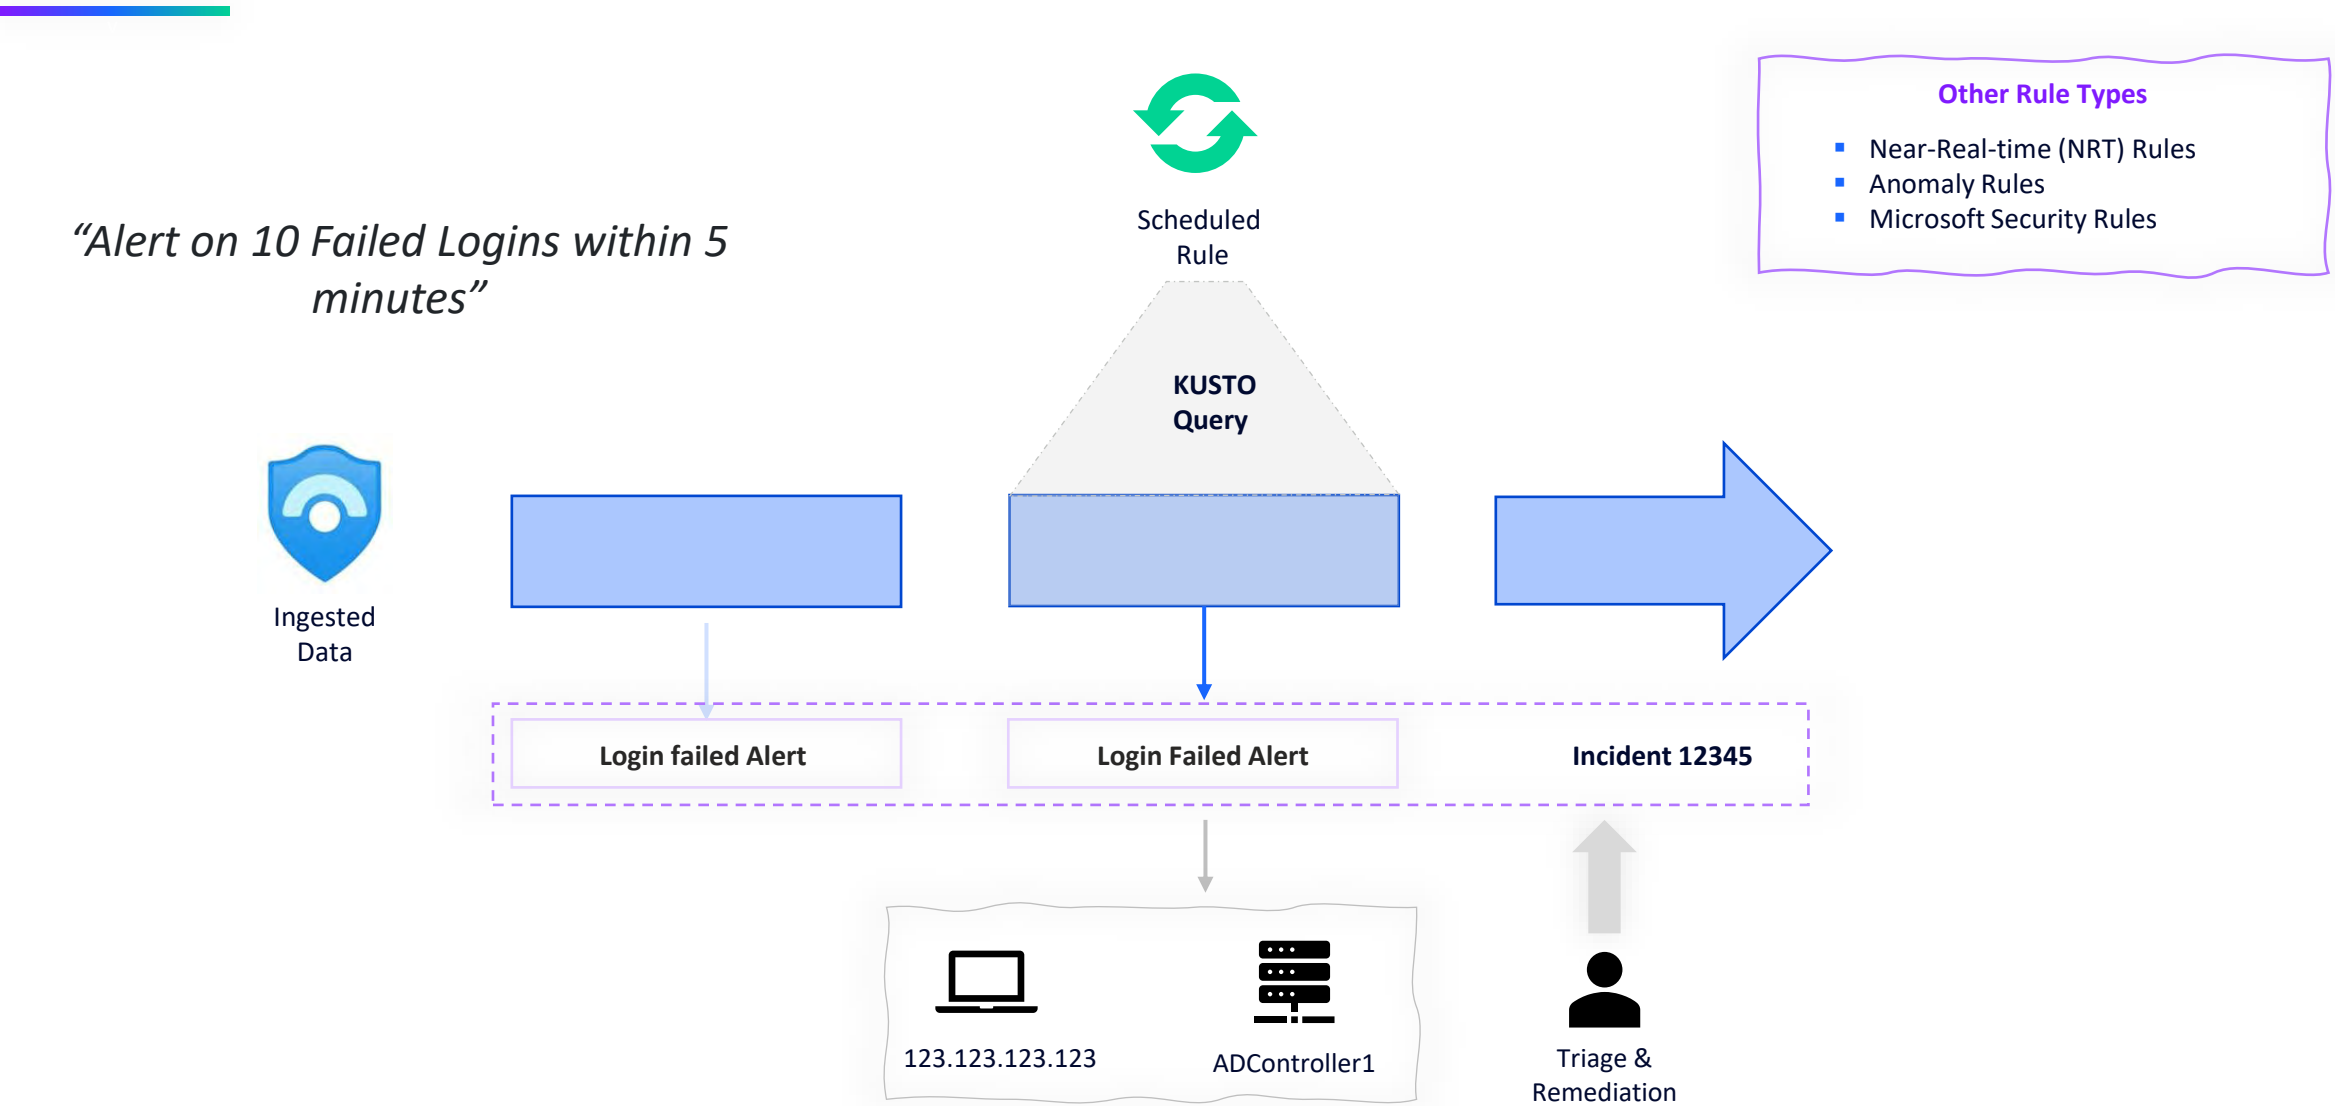 Other Rule Types
Near-Real-time (NRT) Rules
Anomaly Rules
Microsoft Security Rules
Scheduled
Rule
“Alert on 10 Failed Logins within 5
minutes”
KUSTO
Query
Ingested
Data
Login failed Alert
Login Failed Alert
Incident 12345
123.123.123.123
ADController1
Triage &
Remediation